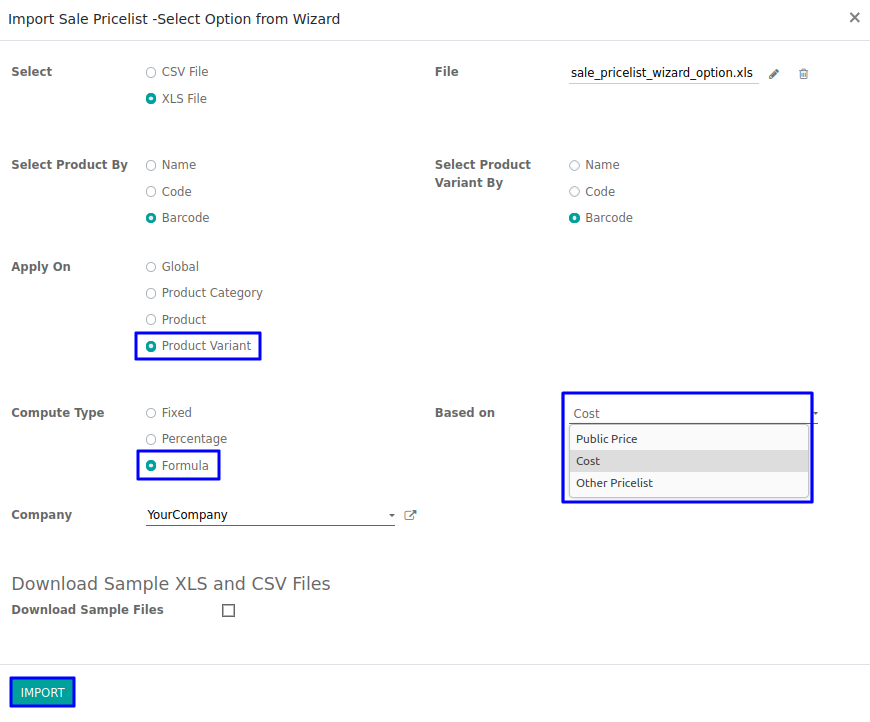 Import Sale Pricelist -Select Option from Wizard
×
Select
CSV File
XLS File
File
sale_pricelist_wizard_option.xls
Select Product By
Name
Code
Barcode
Select Product
Variant By
Name
Code
Barcode
Apply On
Global
Product Category
Product
Product Variant
Compute Type
Fixed
Percentage
Formula
Based on
Cost
Public Price
Cost
Other Pricelist
Company
YourCompany
Download Sample XLS and CSV Files
Download Sample Files
IMPORT